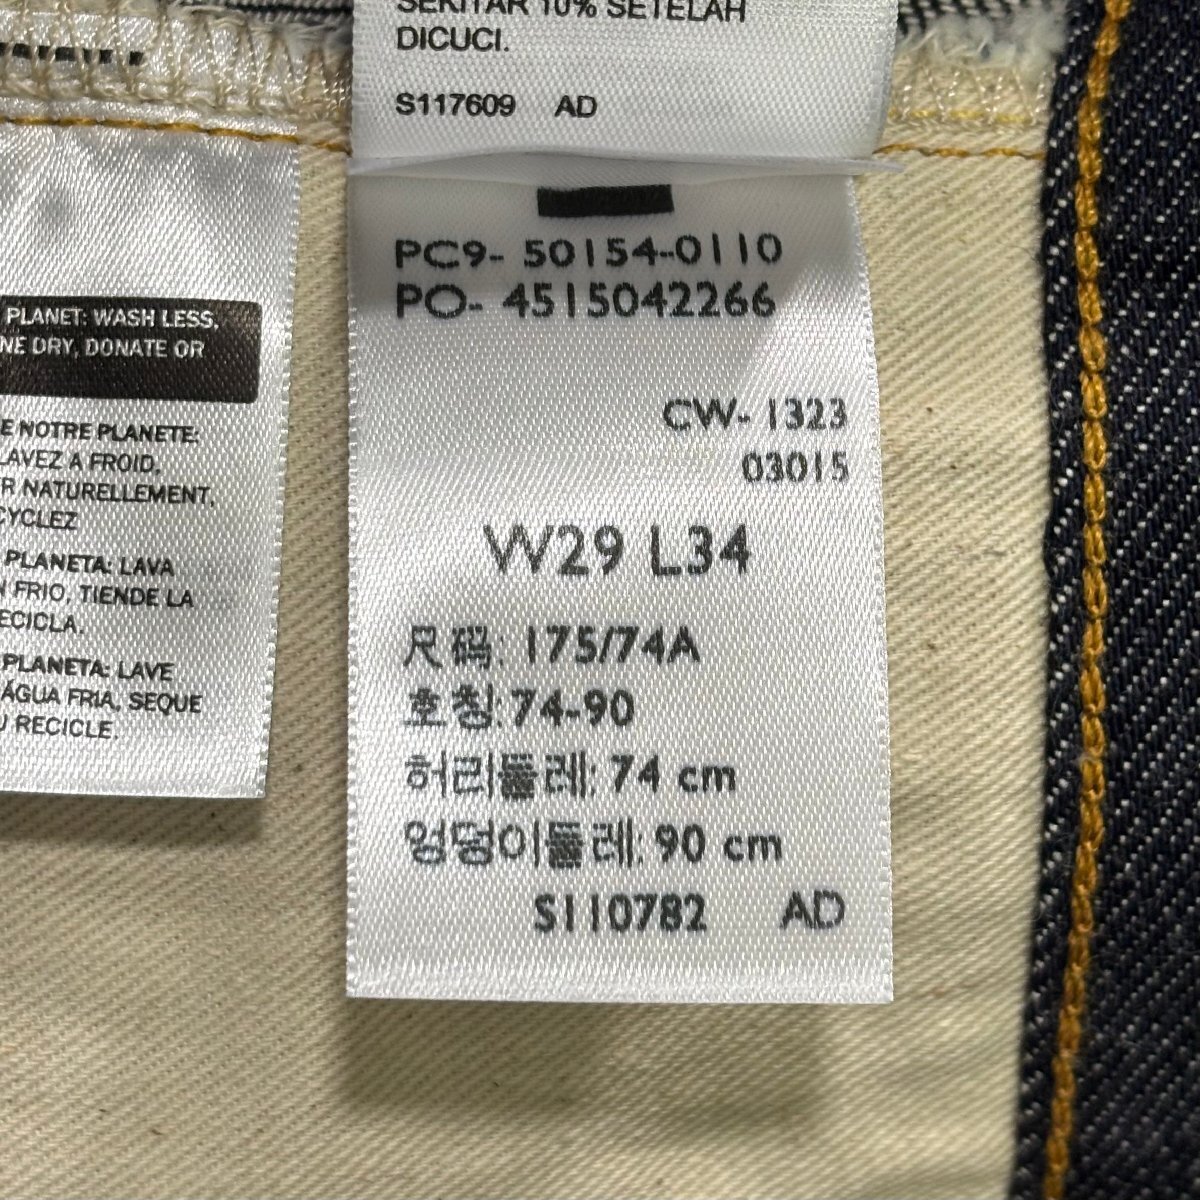 SEKITAR 10% SETELAH
DICUCI.
S117609 AD
PC9- 50154-0110
PO- 4515042266
CW- 1323
03015
W29 L34
尺码: 175/74A
호칭: 74-90
허리둘레: 74 cm
엉덩이둘레: 90 cm
S110782 AD
PLANET: WASH LESS,
NE DRY, DONATE OR
E NOTRE PLANETE:
LAVEZ A FROID,
R NATURELLEMENT,
CYCLEZ
PLANETA: LAVA
N FRIO, TIENDE LA
ECICLA.
PLANETA: LAVE
ÁGUA FRIA, SEQUE
U RECICLE.